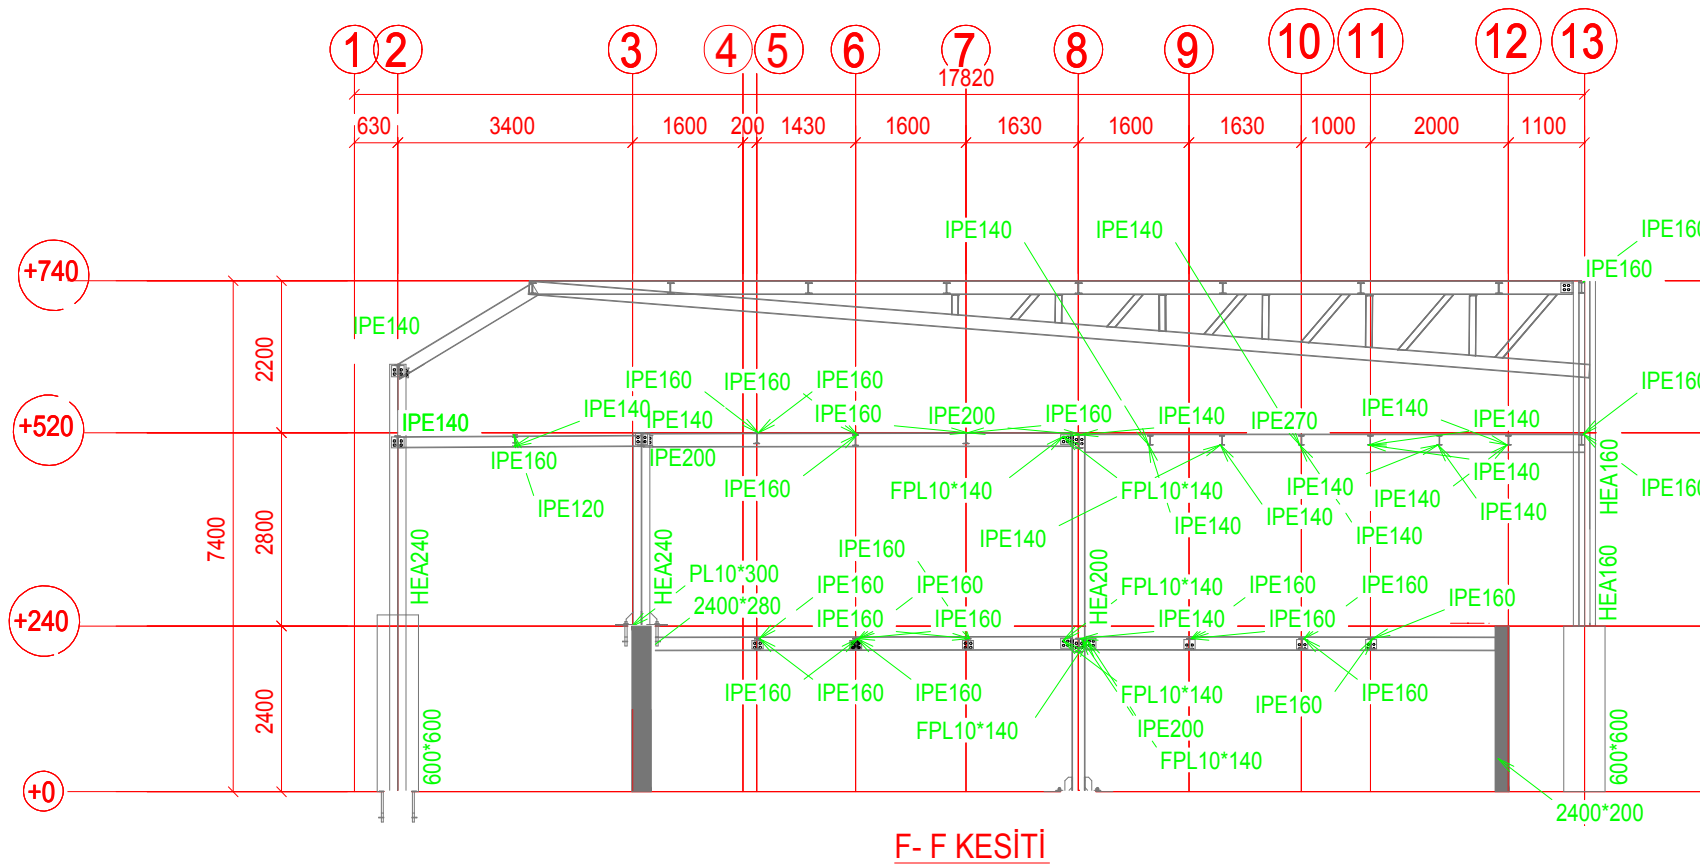 1 2 3 4 5 6 7 8 9 10 11 12 13
17820
630 3400 1600 200 1430 1600 1630 1600 1630 1000 2000 1100
IPE140 IPE140 IPE160
+740 IPE160
IPE140
2200
IPE160 IPE160 IPE160 IPE160
+520 IPE140 IPE140 IPE140 IPE160 IPE200 IPE160 IPE140 IPE270 IPE140 IPE140
IPE160 IPE200 IPE140 HEA160
IPE160 FPL10*140 FPL10*140 IPE140 IPE140 IPE160
IPE120 IPE140 IPE140 IPE140
7400 2800 IPE140 IPE140
HEA240 HEA240 IPE160 HEA200 HEA160
PL10*300 IPE160 IPE160 FPL10*140 IPE160 IPE160
2400*280 IPE160
+240 IPE160 IPE160 IPE140 IPE160
IPE160 IPE160 IPE160 FPL10*140 IPE160 IPE160
2400 600*600 FPL10*140 IPE200 600*600
FPL10*140
+0
2400*200
F- F KESİTİ